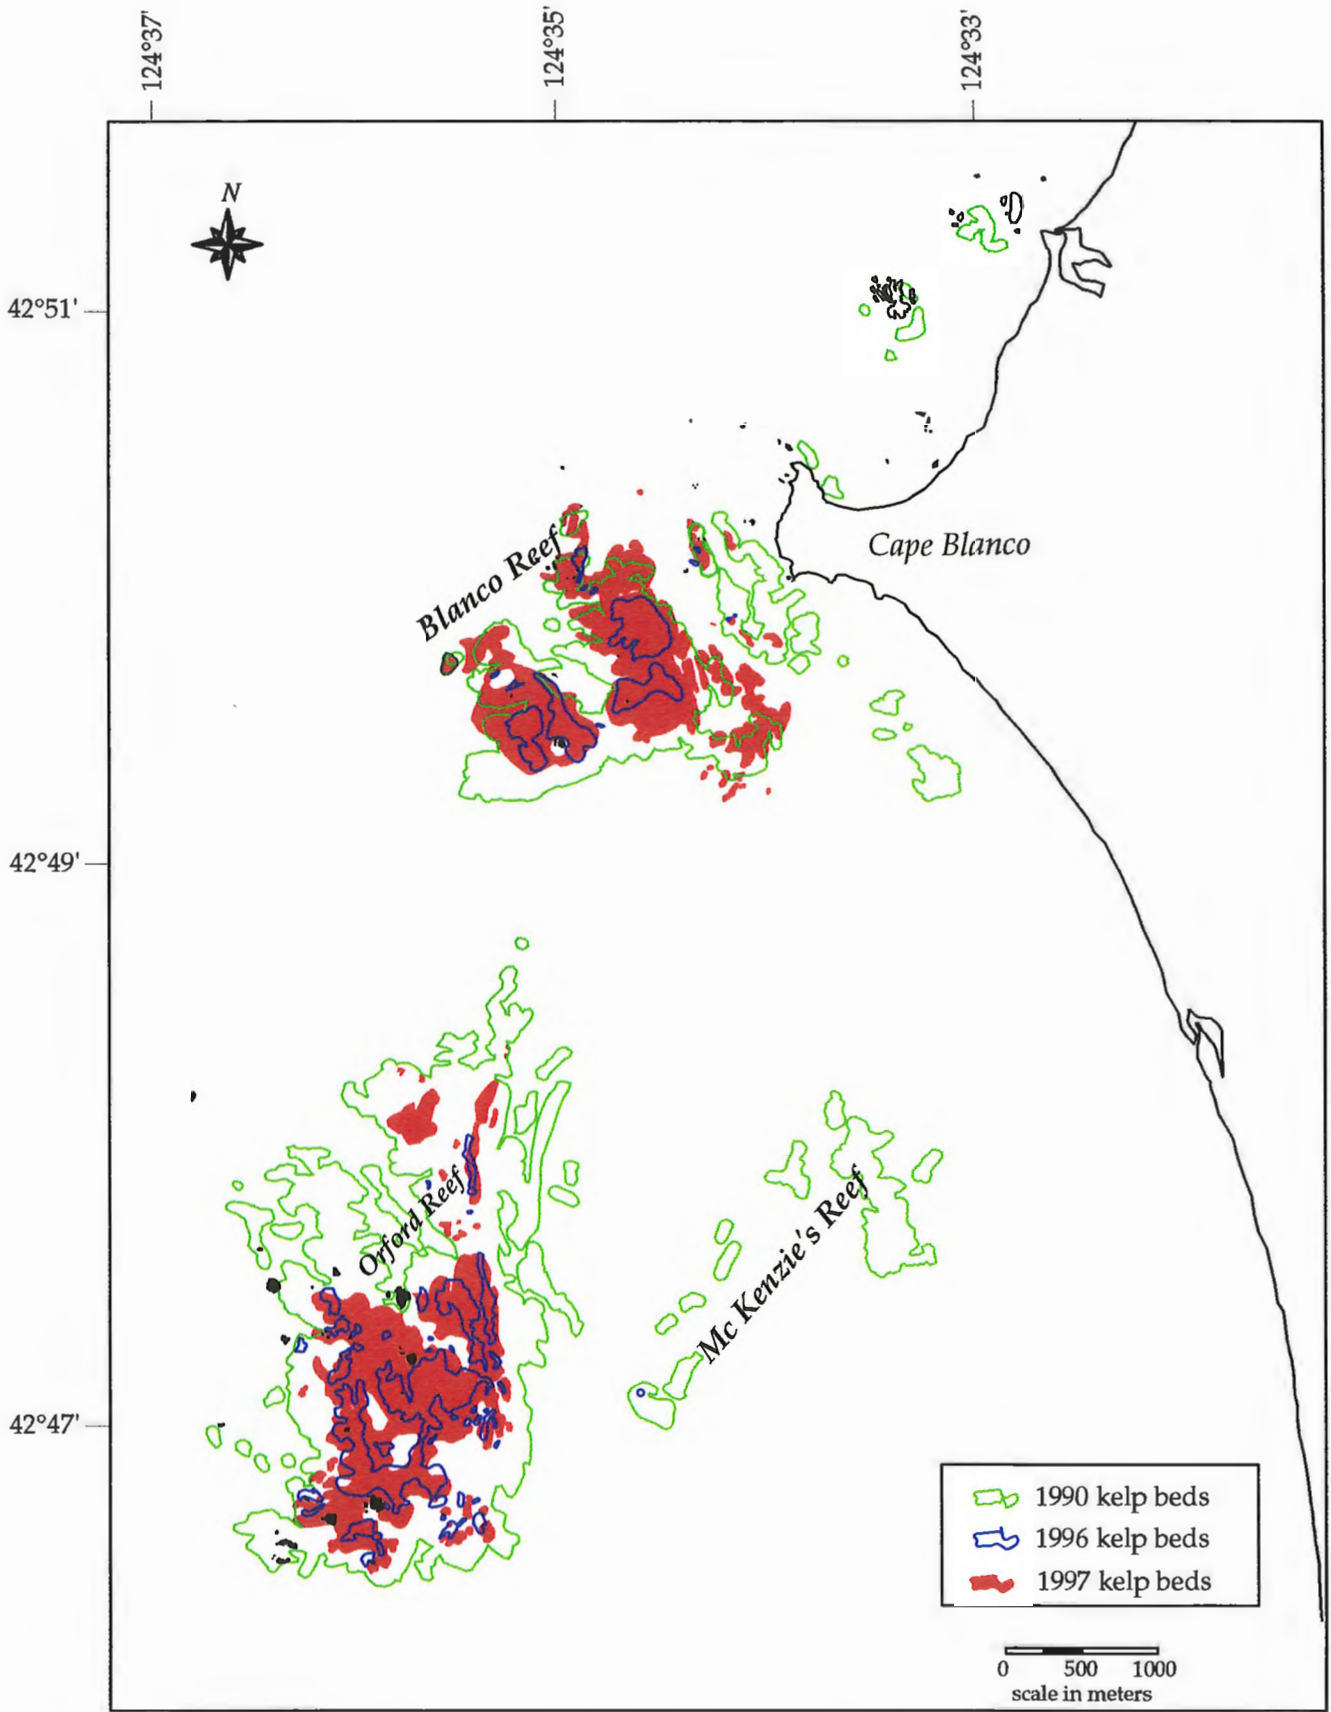 124°37'
124°35'
124°33'
N
42°51'
Cape Blanco
Blanco Reef
42°49'
Orford Reef
Mc Kenzie's Reef
42°47'
1990 kelp beds
1996 kelp beds
1997 kelp beds
0 500 1000
scale in meters